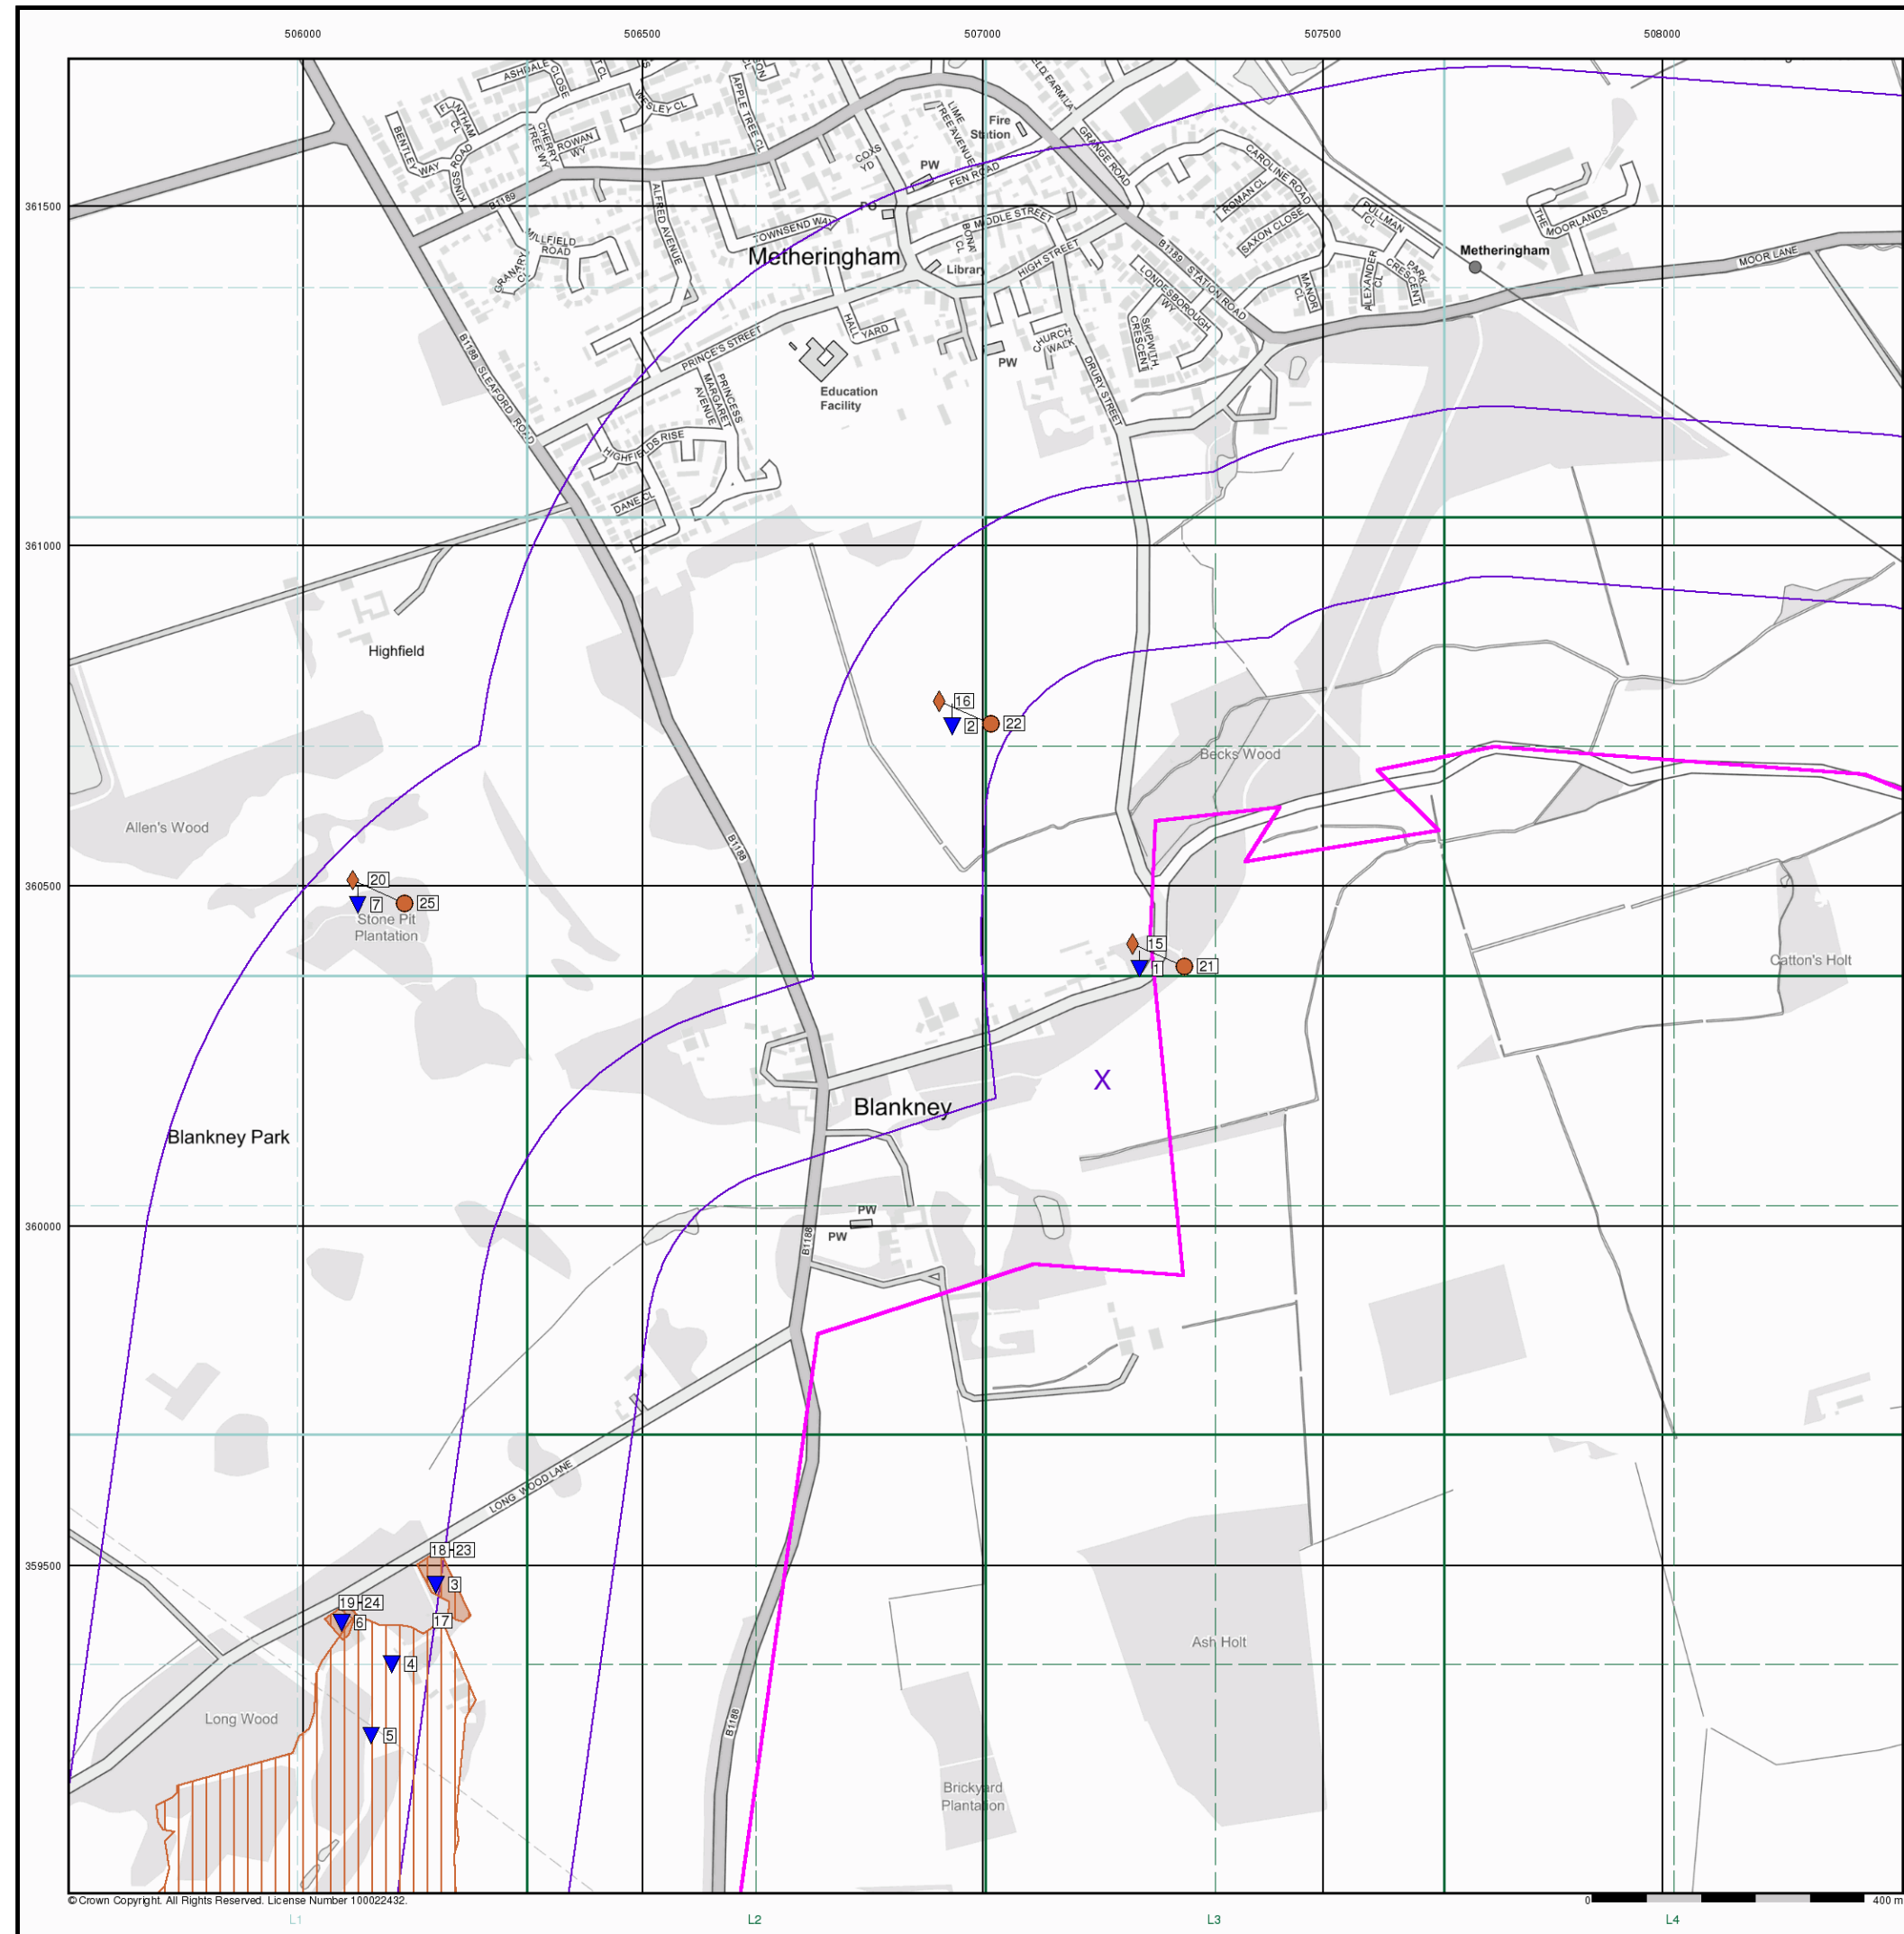 506000 506500 507000 507500 508000
361500
361000
360500
360000
359500
ASHDALE
CLOSE
WESLEY CL
APPLE TREE CL
BENTLEY
WAY
KINGS ROAD
CHERRY
TREE WY
ROWAN
WY
B1189
ALFRED AVENUE
COXS
YD
LIME
TREE AVENUE
Fire
Station
PW
FEN ROAD
GRANGE ROAD
CAROLINE ROAD
ROMAN CL
SAXON CLOSE
PULLMAN
CL
THE
MOORLANDS
PO
MIDDLE STREET
TOWNSEND WAY
Metheringham
MILLFIELD
ROAD
GRANARY
Library
HIGH STREET
B1189 STATION ROAD
Metheringham
MOOR LANE
LONDESBOROUGH
WY
MANOR
CL
ALEXANDER
CL
PARK
CRESCENT
SKIPWITH
CRESCENT
HALL
YARD
CHURCH
WALK
PW
DRURY STREET
B1188 SLEAFORD ROAD
PRINCE'S STREET
PRINCESS
MARGARET
AVENUE
Education
Facility
HIGHFIELDS RISE
DANE CL
Highfield
16
2
22
Becks Wood
Allen's Wood
B1188
20
7
25
Stone Pit
Plantation
15
1
21
Catton's Holt
X
Blankney
Blankney Park
PW
PW
B1188
LONG WOOD LANE
18-23
3
19-24
6
17
4
5
Long Wood
Ash Holt
B1188
Brickyard
Plantation
© Crown Copyright. All Rights Reserved. License Number 100022432.
0 400 m
L1 L2 L3 L4